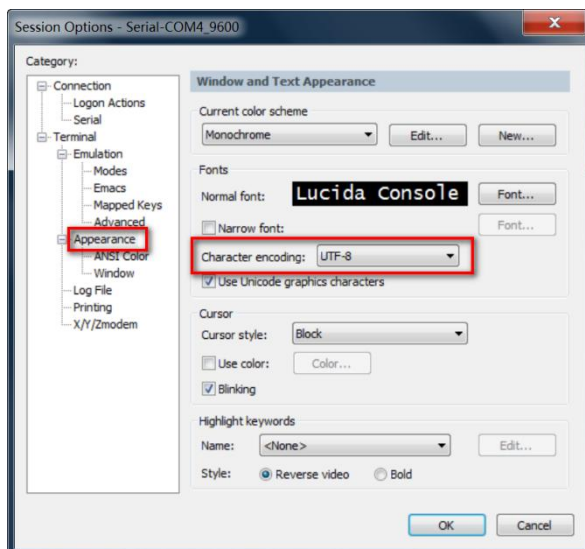 Session Options - Serial-COM4_9600
Category:
Connection
Logon Actions
Serial
Terminal
Emulation
Modes
Emacs
Mapped Keys
Advanced
Appearance
ANSI Color
Window
Log File
Printing
X/Y/Zmodem
Window and Text Appearance
Current color scheme
Monochrome Edit... New...
Fonts
Normal font: Lucida Console Font...
Narrow font: Font...
Character encoding: UTF-8
Use Unicode graphics characters
Cursor
Cursor style: Block
Use color: Color...
Blinking
Highlight keywords
Name: <None> Edit...
Style: Reverse video Bold
OK Cancel